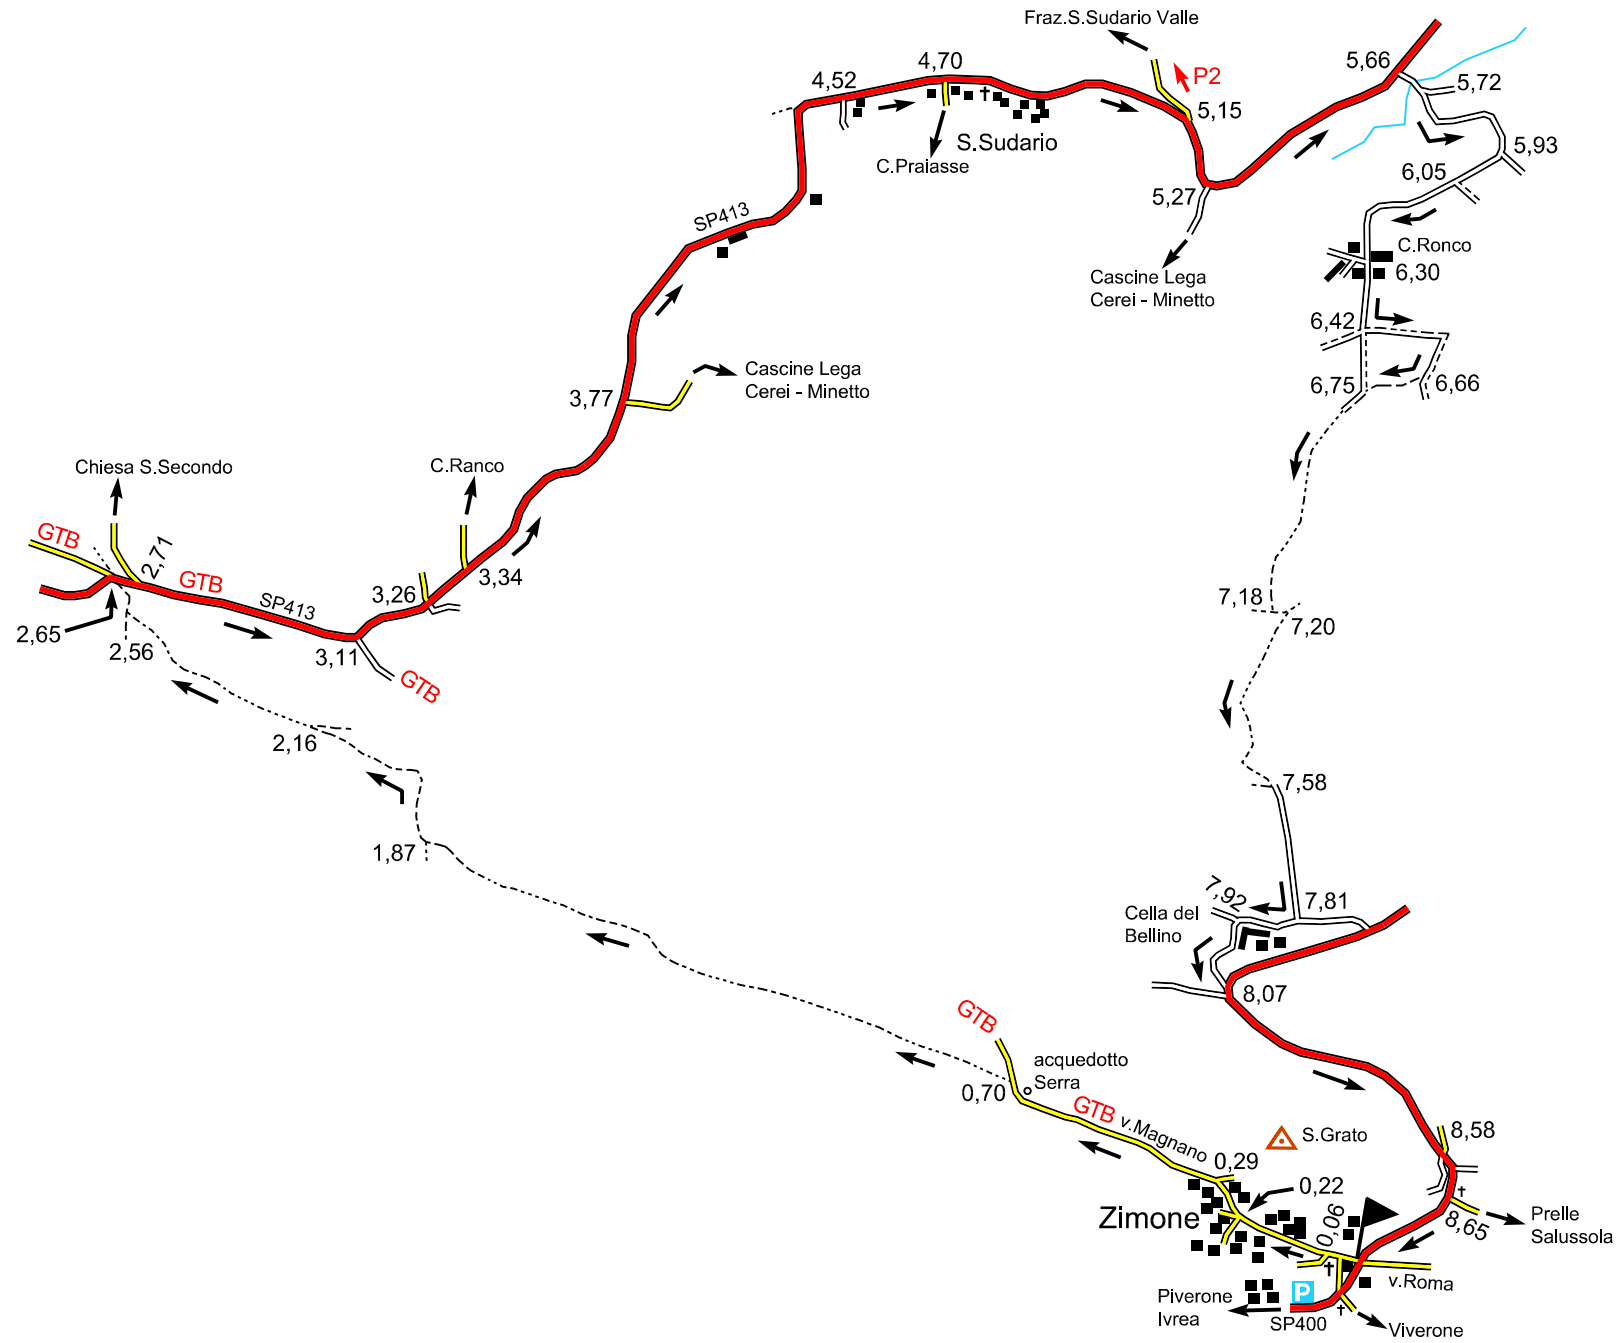 Fraz.S.Sudario Valle
4,70
4,52
P2
5,15
5,66
5,72
5,93
6,05
S.Sudario
C.Praiasse
5,27
SP413
Cascine Lega
Cerei - Minetto
C.Ronco
6,30
6,42
6,75
6,66
3,77
Cascine Lega
Cerei - Minetto
Chiesa S.Secondo
C.Ranco
GTB
2,71
GTB
SP413
3,26
3,34
2,65
2,56
3,11
GTB
7,18
7,20
2,16
7,58
1,87
7,92
7,81
Cella del
Bellino
8,07
GTB
acquedotto
Serra
0,70
GTB
v.Magnano
S.Grato
8,58
0,29
0,22
Zimone
0,06
8,65
Prelle
Salussola
v.Roma
Piverone
Ivrea
P
SP400
Viverone